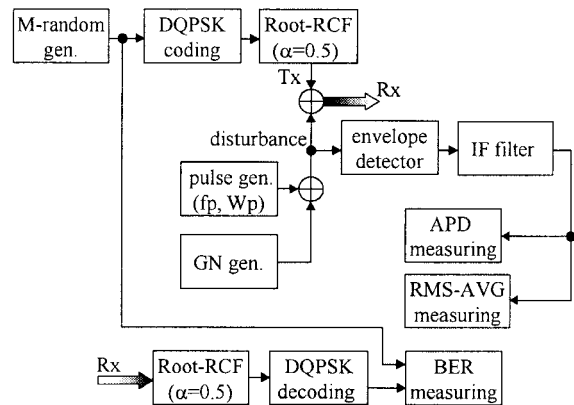 M-random
gen.
DQPSK
coding
Root-RCF
(α=0.5)
Tx
Rx
disturbance
envelope
detector
IF filter
pulse gen.
(fp, Wp)
GN gen.
APD
measuring
RMS-AVG
measuring
Rx
Root-RCF
(α=0.5)
DQPSK
decoding
BER
measuring